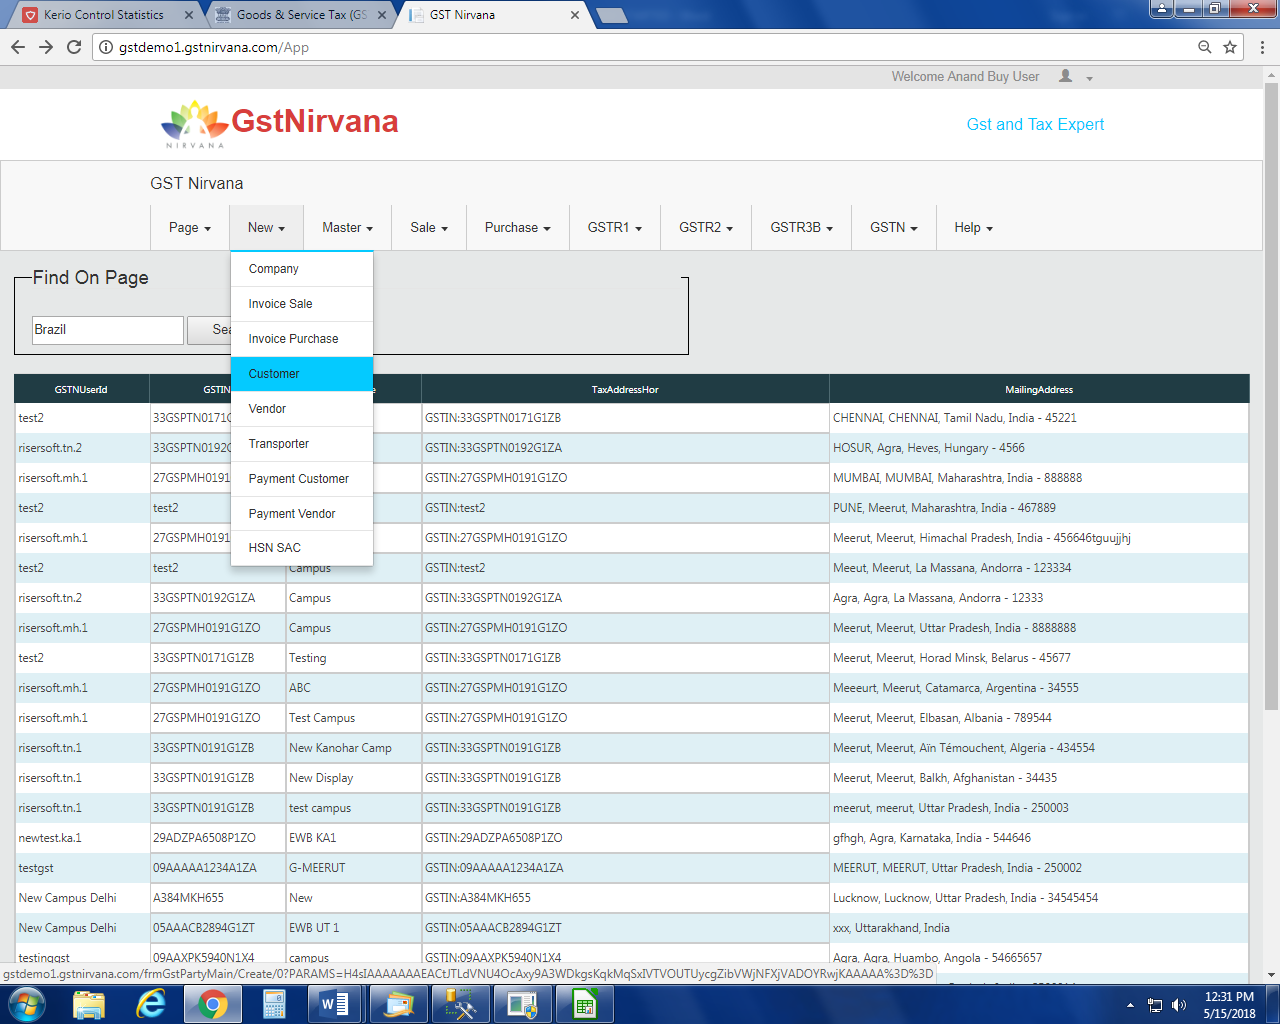 Kerio Control Statistics
Goods & Service Tax (GS
GST Nirvana
gstdemo1.gstnirvana.com/App
Welcome Anand Buy User
NIRVANA
GstNirvana
Gst and Tax Expert
GST Nirvana
Page New Master Sale Purchase GSTR1 GSTR2 GSTR3B GSTN Help
Company
Invoice Sale
Invoice Purchase
Customer
Vendor
Transporter
Payment Customer
Payment Vendor
HSN SAC
Find On Page
Brazil Sea
GSTNUserId GSTIN e TaxAddressHor MailingAddress
test2 33GSPTN0171G GSTIN:33GSPTN0171G1ZB CHENNAI, CHENNAI, Tamil Nadu, India - 45221
risersoft.tn.2 33GSPTN0192G GSTIN:33GSPTN0192G1ZA HOSUR, Agra, Heves, Hungary - 4566
risersoft.mh.1 27GSPMH0191 GSTIN:27GSPMH0191G1ZO MUMBAI, MUMBAI, Maharashtra, India - 888888
test2 test2 GSTIN:test2 PUNE, Meerut, Maharashtra, India - 467889
risersoft.mh.1 27GSPMH0191 GSTIN:27GSPMH0191G1ZO Meerut, Meerut, Himachal Pradesh, India - 456646tguujjhj
test2 test2 Campus GSTIN:test2 Meeut, Meerut, La Massana, Andorra - 123334
risersoft.tn.2 33GSPTN0192G1ZA Campus GSTIN:33GSPTN0192G1ZA Agra, Agra, La Massana, Andorra - 12333
risersoft.mh.1 27GSPMH0191G1ZO Campus GSTIN:27GSPMH0191G1ZO Meerut, Meerut, Uttar Pradesh, India - 8888888
test2 33GSPTN0171G1ZB Testing GSTIN:33GSPTN0171G1ZB Meerut, Meerut, Horad Minsk, Belarus - 45677
risersoft.mh.1 27GSPMH0191G1ZO ABC GSTIN:27GSPMH0191G1ZO Meeeurt, Meerut, Catamarca, Argentina - 34555
risersoft.mh.1 27GSPMH0191G1ZO Test Campus GSTIN:27GSPMH0191G1ZO Meerut, Meerut, Elbasan, Albania - 789544
risersoft.tn.1 33GSPTN0191G1ZB New Kanohar Camp GSTIN:33GSPTN0191G1ZB Meerut, Meerut, Aïn Témouchent, Algeria - 434554
risersoft.tn.1 33GSPTN0191G1ZB New Display GSTIN:33GSPTN0191G1ZB Meerut, Meerut, Balkh, Afghanistan - 34435
risersoft.tn.1 33GSPTN0191G1ZB test campus GSTIN:33GSPTN0191G1ZB meerut, meerut, Uttar Pradesh, India - 250003
newtest.ka.1 29ADZPA6508P1ZO EWB KA1 GSTIN:29ADZPA6508P1ZO gfhgh, Agra, Karnataka, India - 544646
testgst 09AAAAA1234A1ZA G-MEERUT GSTIN:09AAAAA1234A1ZA MEERUT, MEERUT, Uttar Pradesh, India - 250002
New Campus Delhi A384MKH655 New GSTIN:A384MKH655 Lucknow, Lucknow, Uttar Pradesh, India - 34545454
New Campus Delhi 05AAACB2894G1ZT EWB UT 1 GSTIN:05AAACB2894G1ZT xxx, Uttarakhand, India
testinggst 09AAXPK5940N1X4 campus GSTIN:09AAXPK5940N1X4 Agra, Agra, Huambo, Angola - 54665657
gstdemo1.gstnirvana.com/frmGstPartyMain/Create/0?PARAMS=H4sIAAAAAAAEACtJTLdVNU4OcAxy9A3WDkgsKqkMqSxIVTVOUTUycgZibVWjNFXjVADOYRwjKAAAAA%3D%3D
12:31 PM
5/15/2018